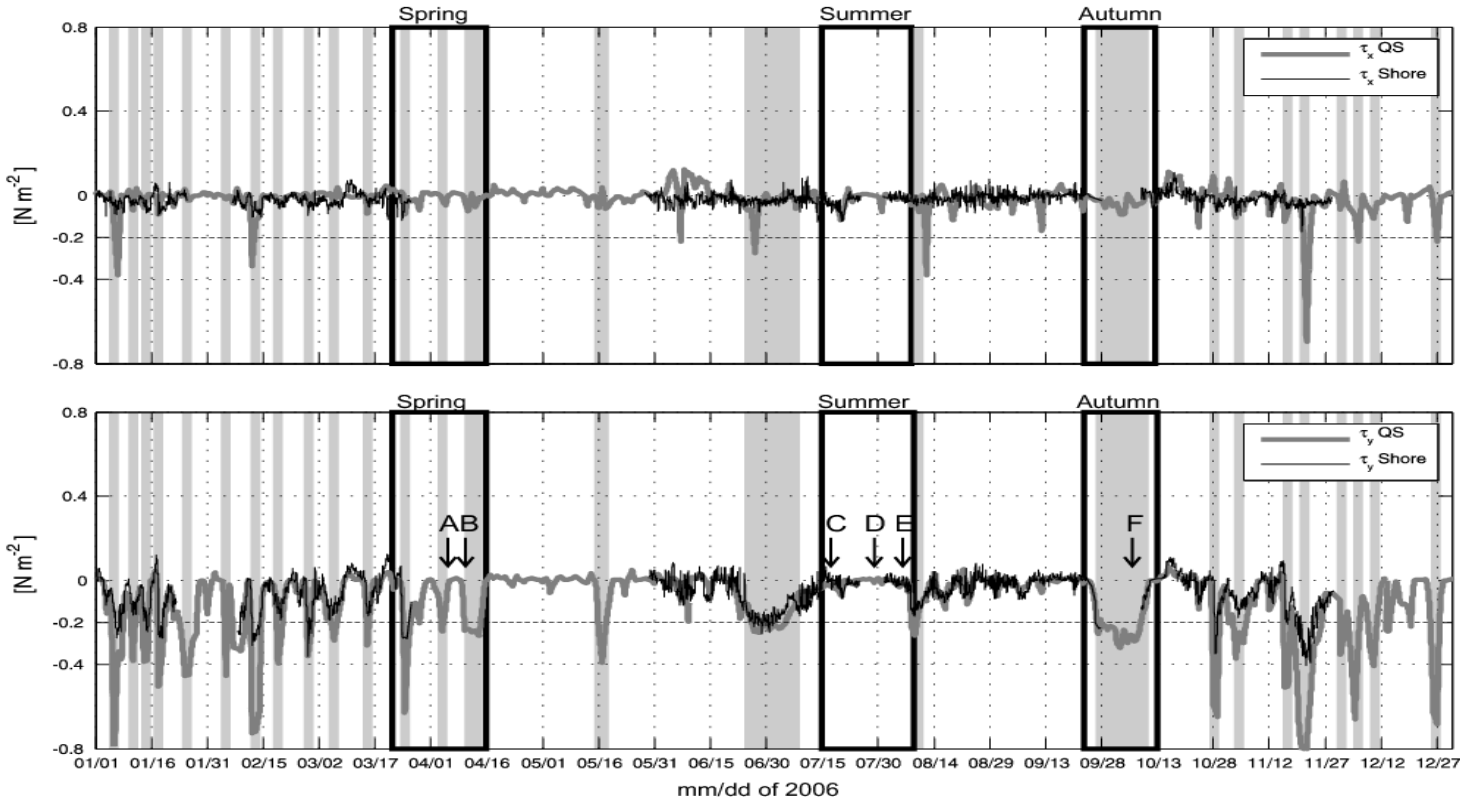 Spring Summer Autumn
0.8
τx QS
τx Shore
0.4
0
-0.2
-0.4
-0.8
[N m-2]
Spring Summer Autumn
0.8
τy QS
τy Shore
0.4
A B C D E F
0
-0.2
-0.4
-0.8
[N m-2]
01/01 01/16 01/31 02/15 03/02 03/17 04/01 04/16 05/01 05/16 05/31 06/15 06/30 07/15 07/30 08/14 08/29 09/13 09/28 10/13 10/28 11/12 11/27 12/12 12/27
mm/dd of 2006